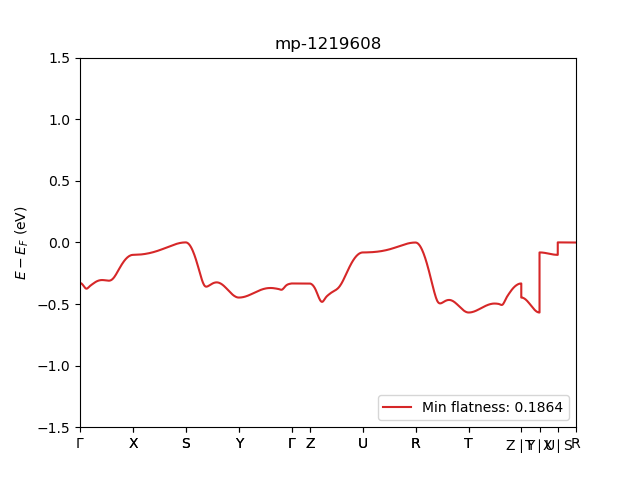 mp-1219608
E − E_F (eV)
1.5
1.0
0.5
0.0
−0.5
−1.0
−1.5
Min flatness: 0.1864
Γ X S Y Γ Z U R T Z | T Y | X U | S R